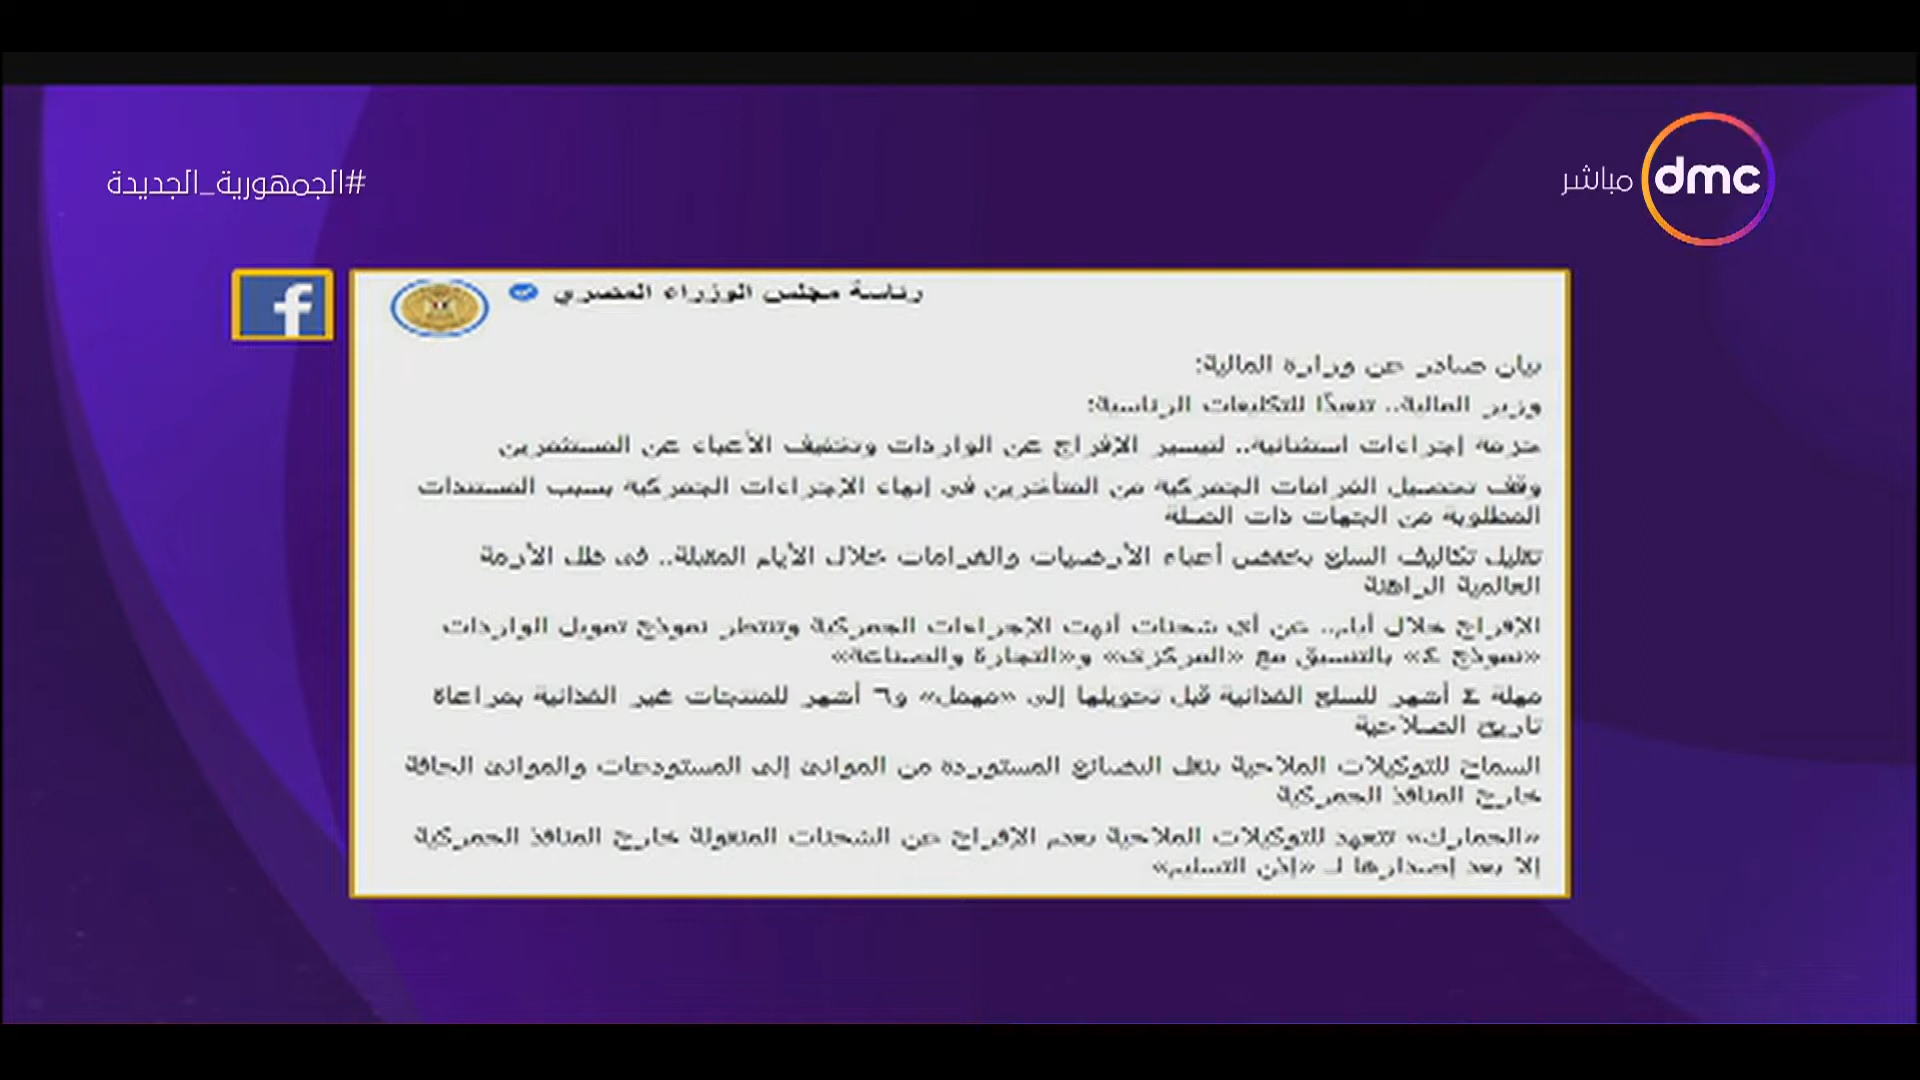 #الجمهورية_الجديدة
مباشر
dmc
f
رئاسة مجلس الوزراء المصري
بيان صادر عن وزارة المالية:
وزير المالية.. تنفيذًا للتكليفات الرئاسية:
حزمة إجراءات استثنائية.. لتيسير الإفراج عن الواردات وتخفيف الأعباء عن المستثمرين
وقف تحصيل الغرامات الجمركية من المتأخرين فى إنهاء الإجراءات الجمركية بسبب المستندات
المطلوبة من الجهات ذات الصلة
تقليل تكاليف السلع بخفض أعباء الأرضيات والغرامات خلال الأيام المقبلة.. فى ظل الأزمة
العالمية الراهنة
الإفراج خلال أيام.. عن أي شحنات أنهت الإجراءات الجمركية وتنتظر نموذج تمويل الواردات
«نموذج ٤» بالتنسيق مع «المركزى» و«التجارة والصناعة»
مهلة ٤ أشهر للسلع الغذائية قبل تحويلها إلى «مهمل» و٦ أشهر للمنتجات غير الغذائية بمراعاة
تاريخ الصلاحية
السماح للتوكيلات الملاحية بنقل البضائع المستوردة من الموانئ إلى المستودعات والموانئ الجافة
خارج المنافذ الجمركية
«الجمارك» تتعهد للتوكيلات الملاحية بعدم الإفراج عن الشحنات المنقولة خارج المنافذ الجمركية
إلا بعد إصدارها لـ «إذن التسليم»